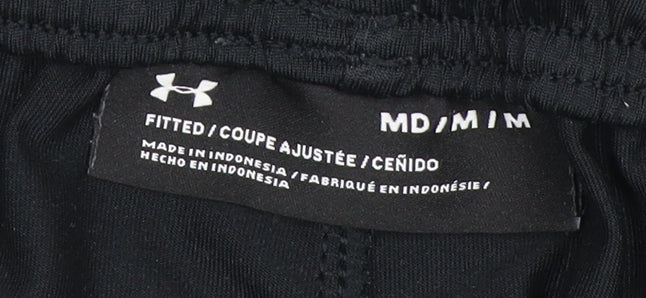 MD / M / M
FITTED / COUPE AJUSTÉE / CEÑIDO
MADE IN INDONESIA / FABRIQUÉ EN INDONÉSIE /
HECHO EN INDONESIA